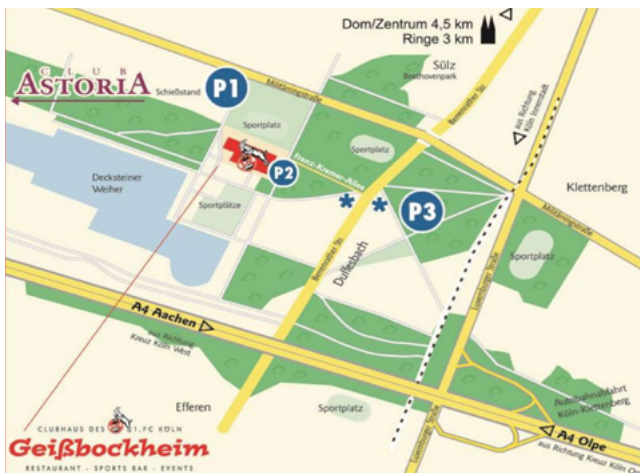 Dom/Zentrum 4,5 km
Ringe 3 km
CLUB
ASTORIA
Schießstand
P1
Militärringstraße
Sülz
Beethovenpark
Berrenrather Str.
aus Richtung
Köln Innenstadt
Sportplatz
Sportplatz
P2
Franz-Kremer-Allee
Klettenberg
Militärringstraße
Decksteiner
Weiher
Sportplätze
* *
P3
Sportplatz
Duffesbach
Berrenrather Str.
Luxemburger Straße
A4 Aachen
aus Richtung
Kreuz Köln West
Efferen
Sportplatz
Autobahnabfahrt
Köln-Klettenberg
Luxemburger Straße
A4 Olpe
aus Richtung Kreuz Köln
CLUBHAUS DES 1.FC KÖLN
Geißbockheim
RESTAURANT - SPORTS BAR - EVENTS